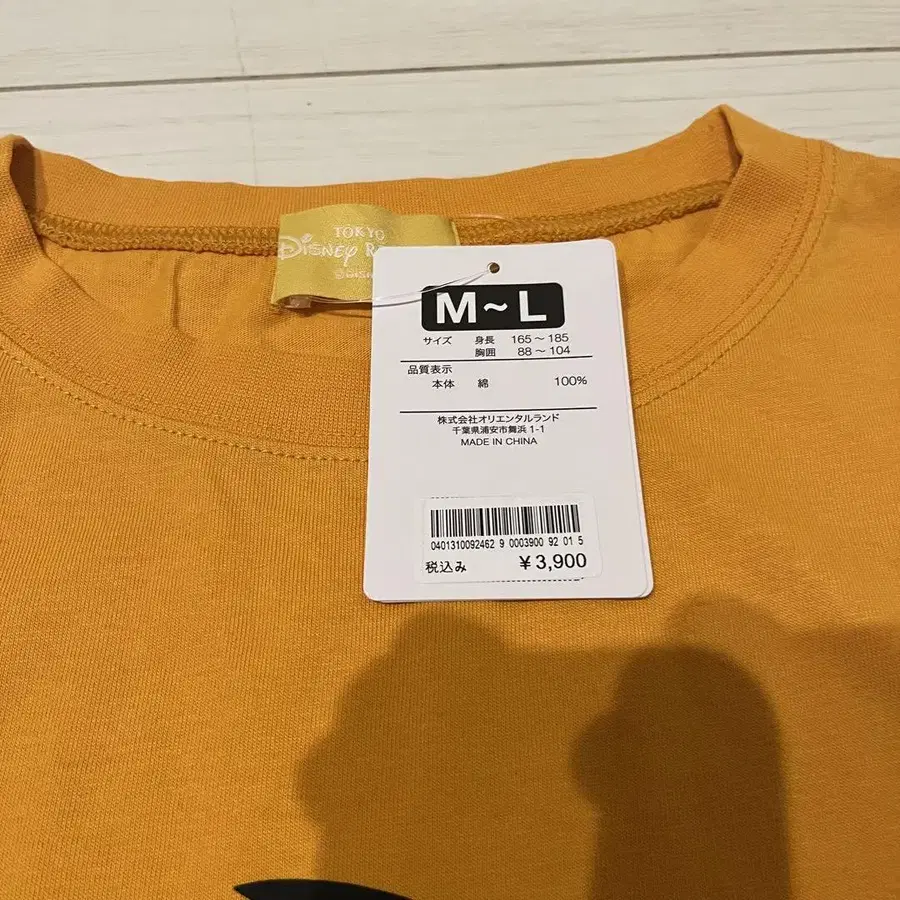 TOKYO
Disney
M~L
サイズ 身長 165~185
胸囲 88~104
品質表示
本体 綿 100%
株式会社オリエンタルランド
千葉県浦安市舞浜 1-1
MADE IN CHINA
0401310092462 9 0003900 92 01 5
税込み ¥3,900